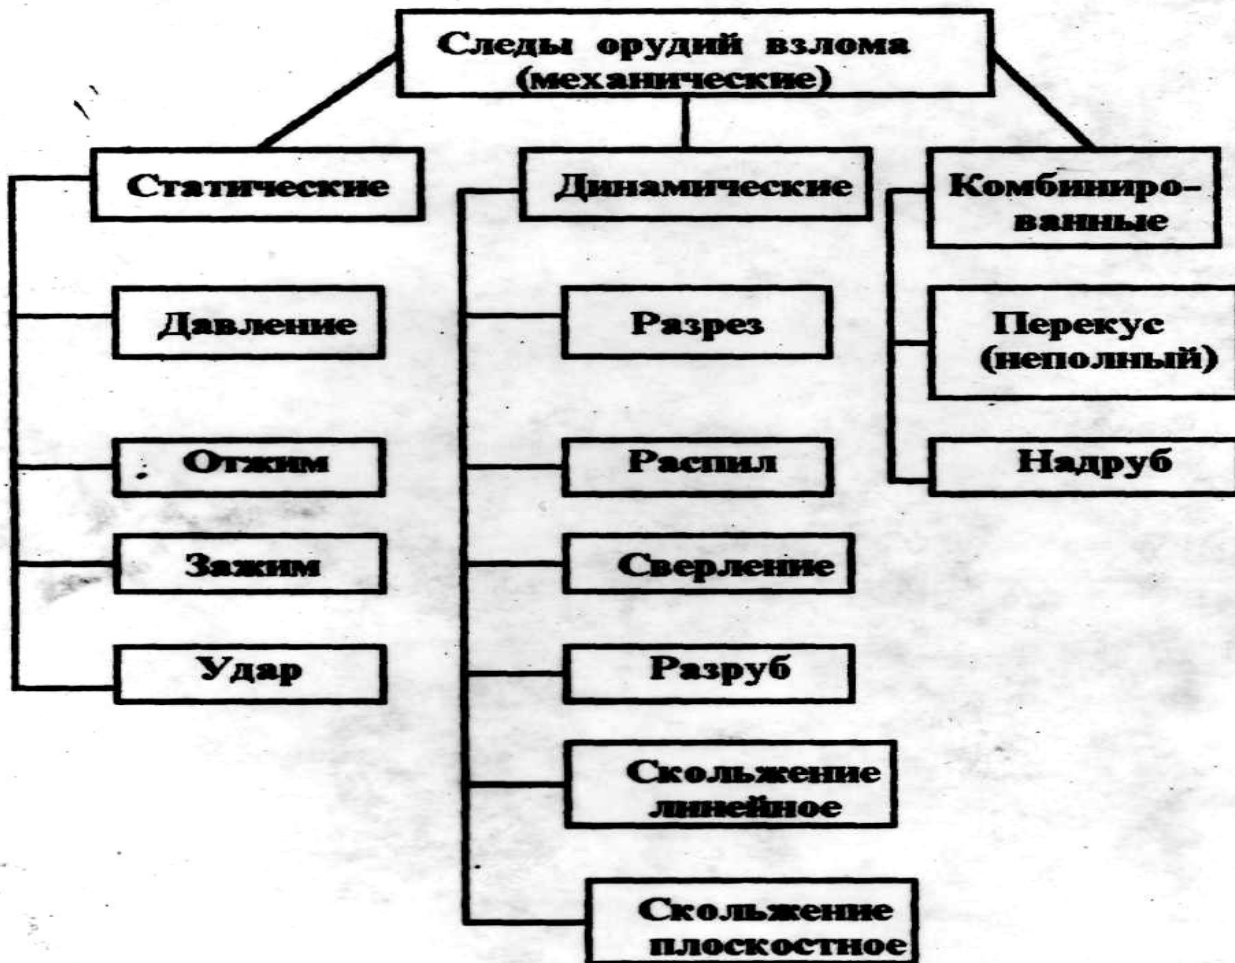 Следы орудий взлома
(механические)
Статические
Динамические
Комбиниро-
ванные
Давление
Отжим
Зажим
Удар
Разрез
Распил
Сверление
Разруб
Скольжение
линейное
Скольжение
плоскостное
Перекус
(неполный)
Надруб